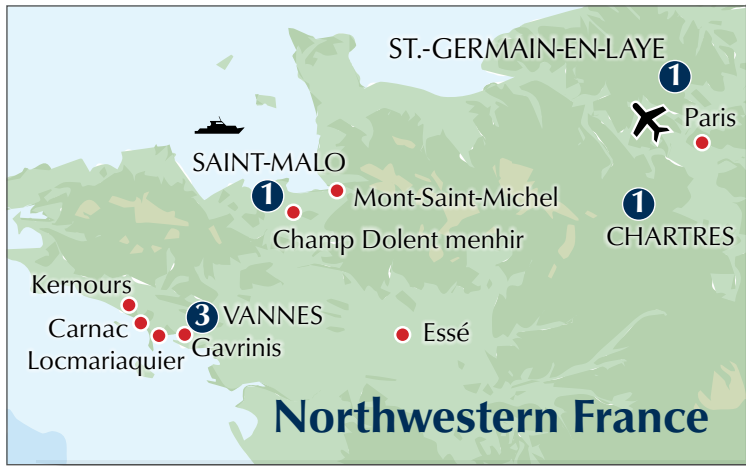 ST.-GERMAIN-EN-LAYE
1
Paris
SAINT-MALO
1
Mont-Saint-Michel
1
Champ Dolent menhir
CHARTRES
Kernours
3 VANNES
Carnac
Essé
Gavrinis
Locmariaquier
Northwestern France